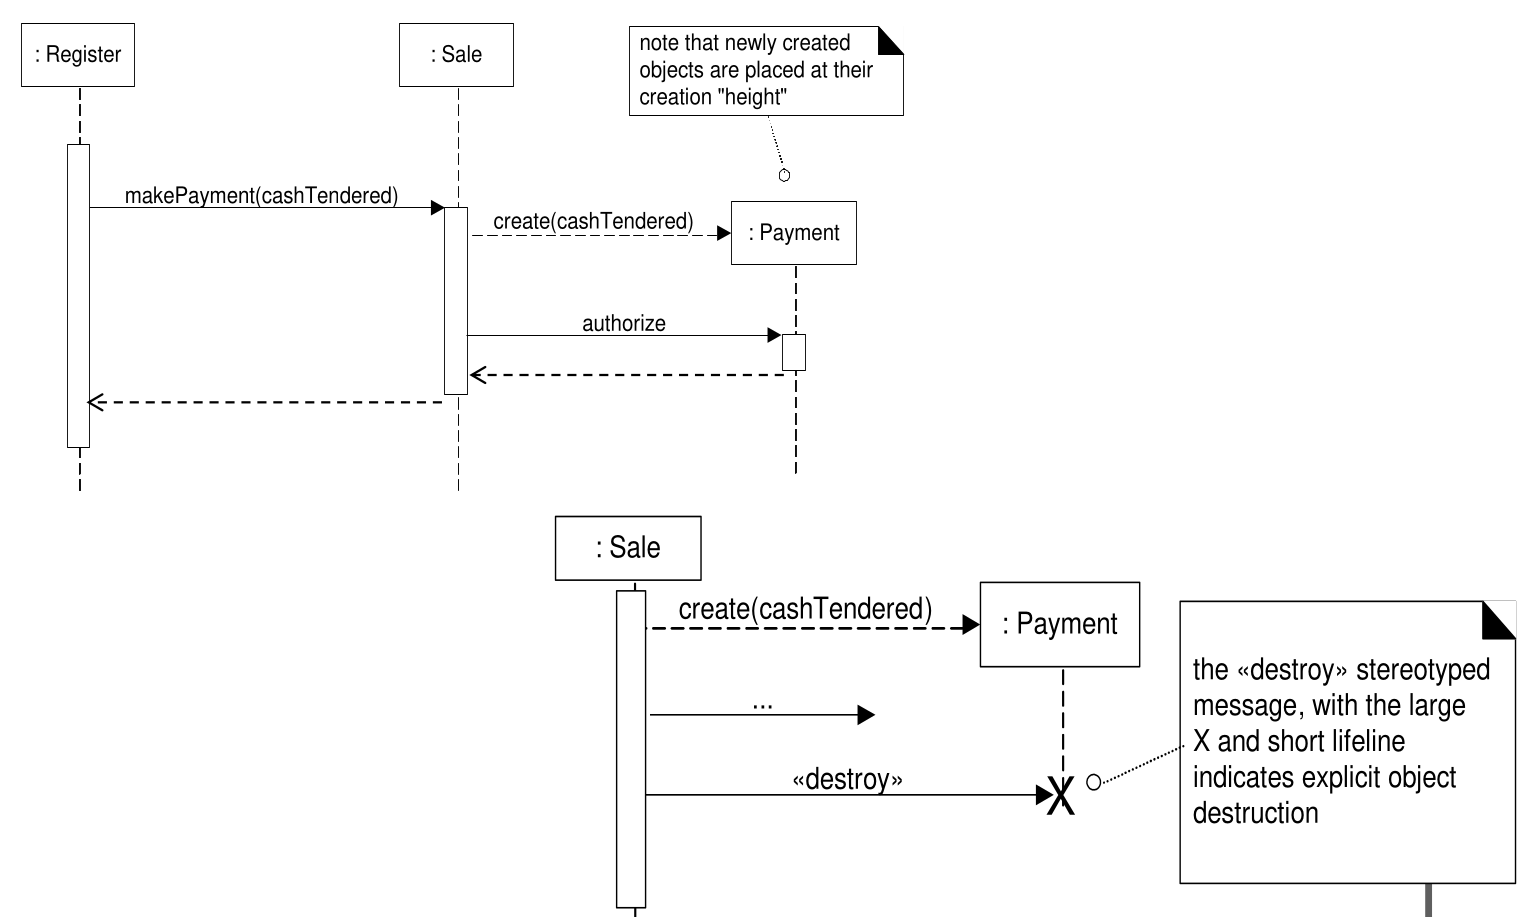 : Register
: Sale
note that newly created
objects are placed at their
creation "height"
makePayment(cashTendered)
create(cashTendered)
: Payment
authorize
: Sale
create(cashTendered)
: Payment
...
«destroy»
X
the «destroy» stereotyped
message, with the large
X and short lifeline
indicates explicit object
destruction